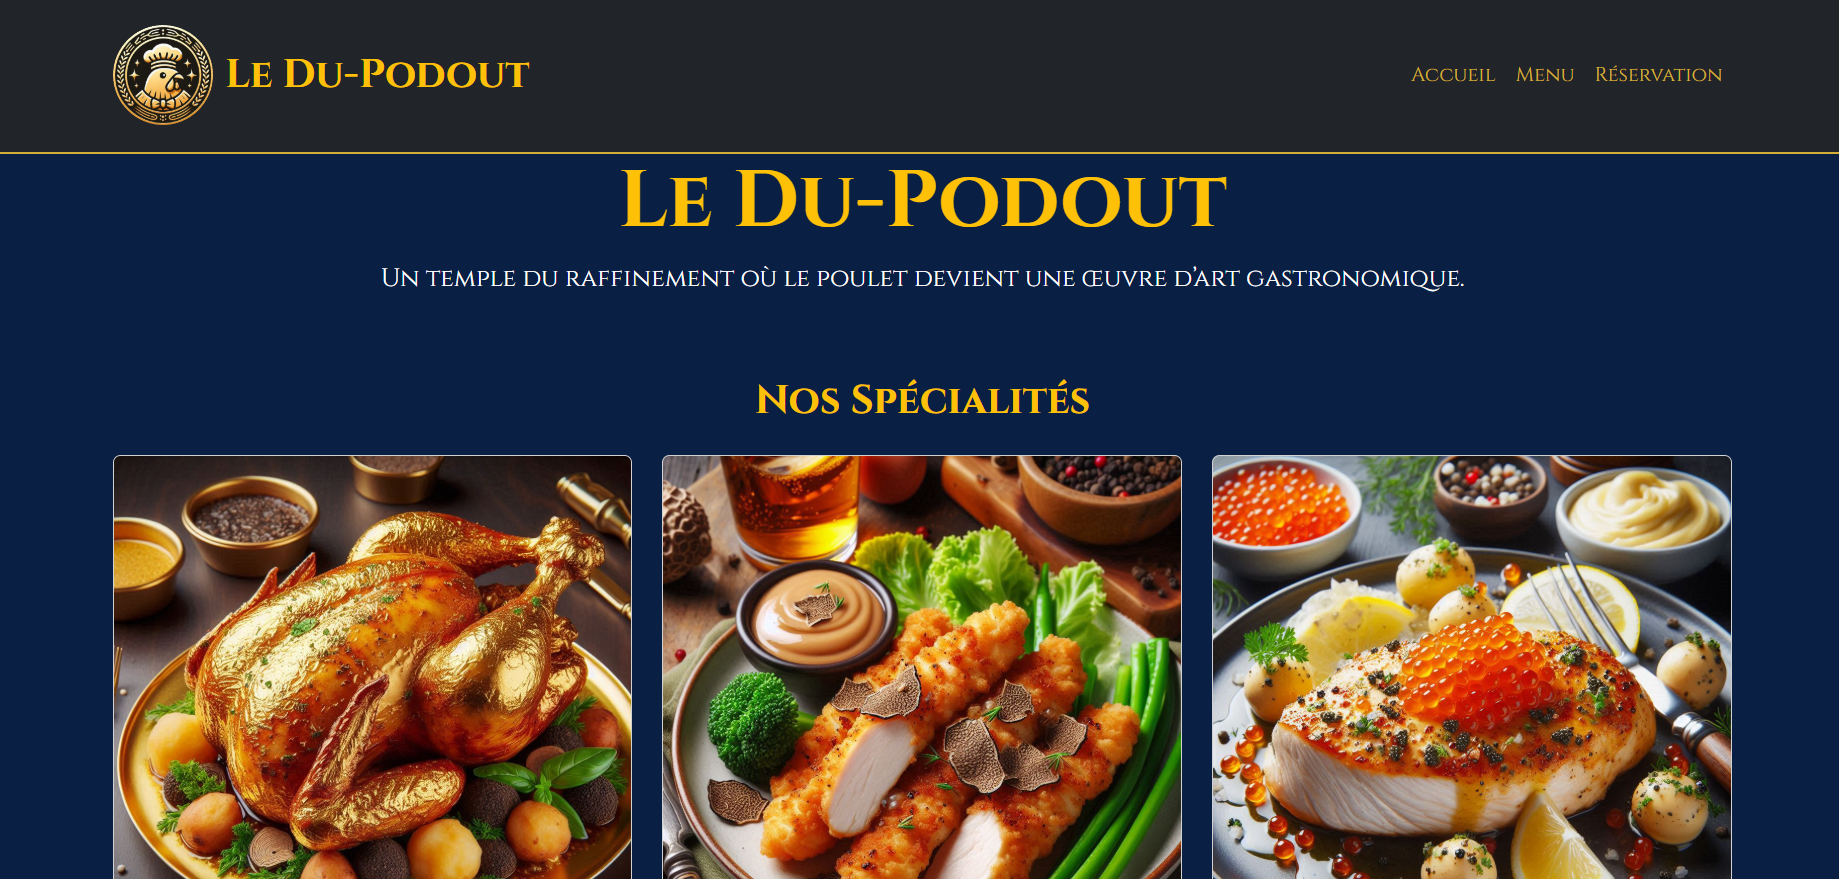 Le Du-Podout
Accueil Menu Réservation
Le Du-Podout
Un temple du raffinement où le poulet devient une œuvre d’art gastronomique.
Nos Spécialités